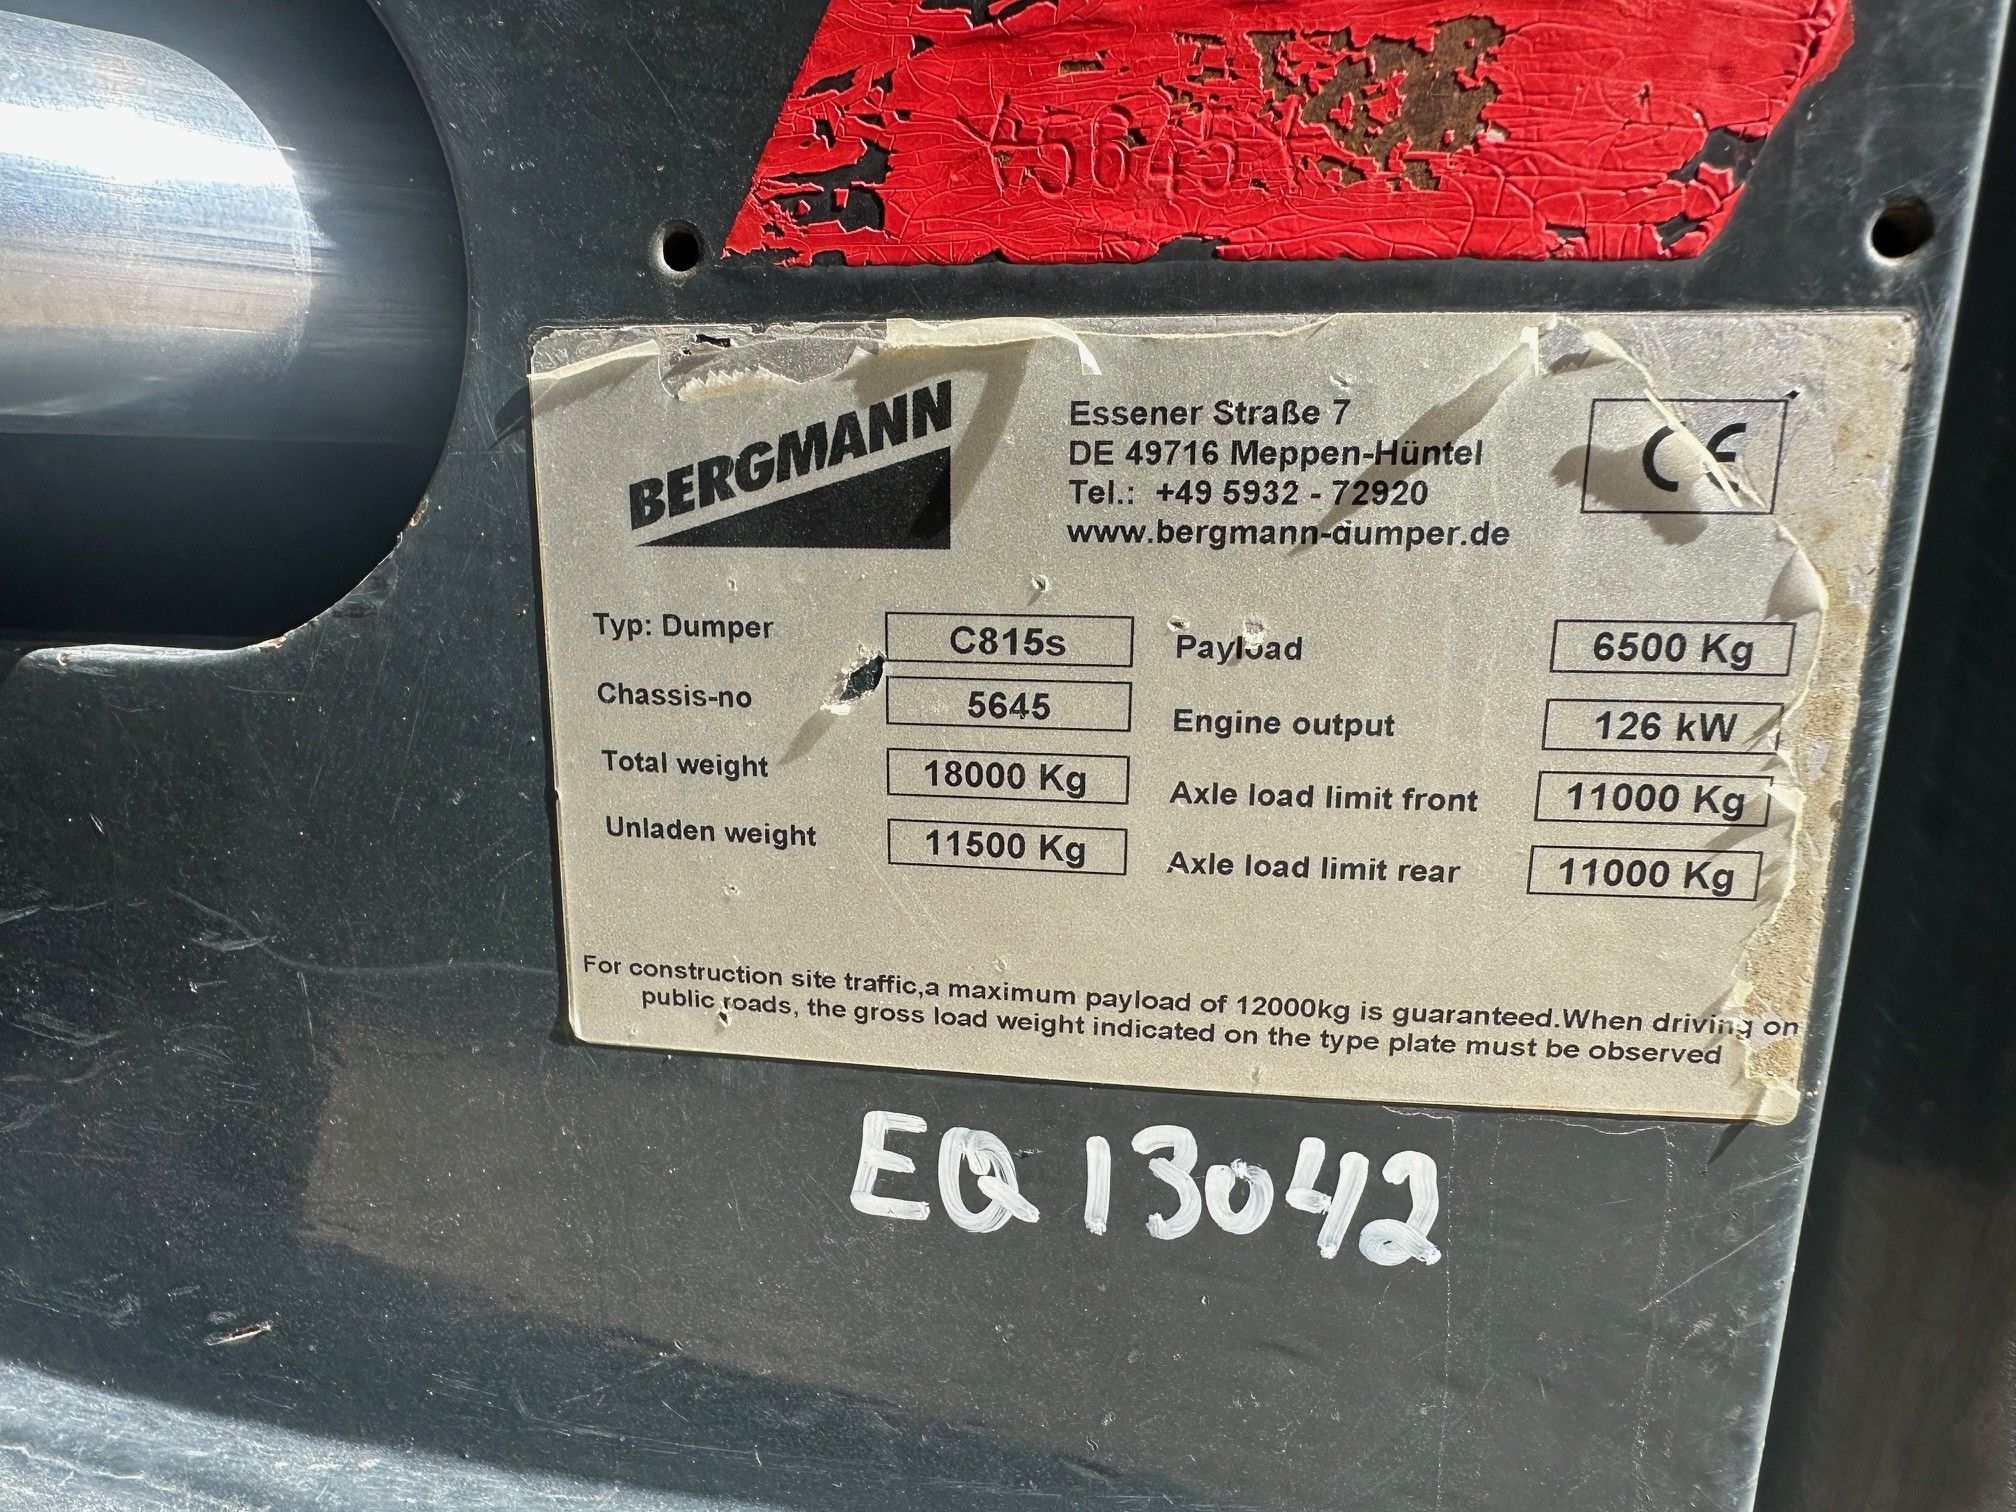 5645
BERGMANN
Essener Straße 7
DE 49716 Meppen-Hüntel
Tel.: +49 5932 - 72920
www.bergmann-dumper.de
CE
Typ: Dumper C815s
Chassis-no 5645
Total weight 18000 Kg
Unladen weight 11500 Kg
Payload 6500 Kg
Engine output 126 kW
Axle load limit front 11000 Kg
Axle load limit rear 11000 Kg
For construction site traffic,a maximum payload of 12000kg is guaranteed.When driving on
public roads, the gross load weight indicated on the type plate must be observed
EQ 13042